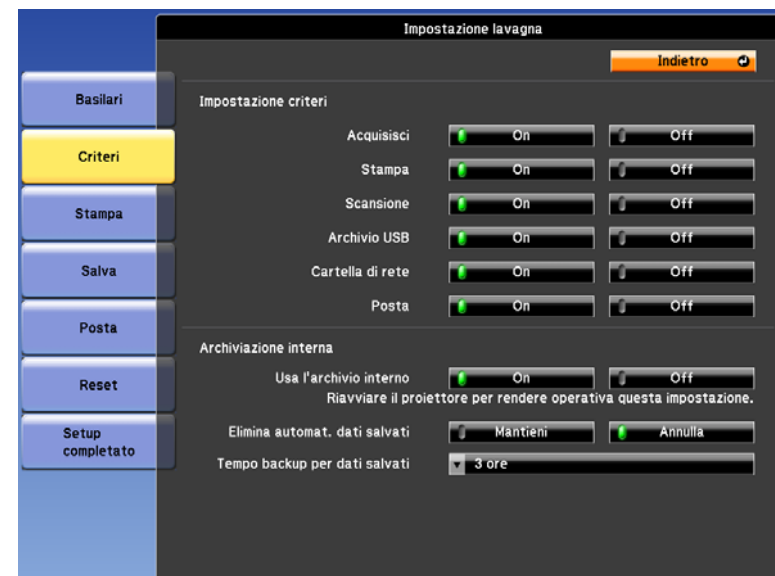 Impostazione lavagna
Indietro
Basilari
Criteri
Stampa
Salva
Posta
Reset
Setup
completato
Impostazione criteri
Acquisisci On Off
Stampa On Off
Scansione On Off
Archivio USB On Off
Cartella di rete On Off
Posta On Off
Archiviazione interna
Usa l'archivio interno On Off
Riavviare il proiettore per rendere operativa questa impostazione.
Elimina automat. dati salvati Mantieni Annulla
Tempo backup per dati salvati 3 ore